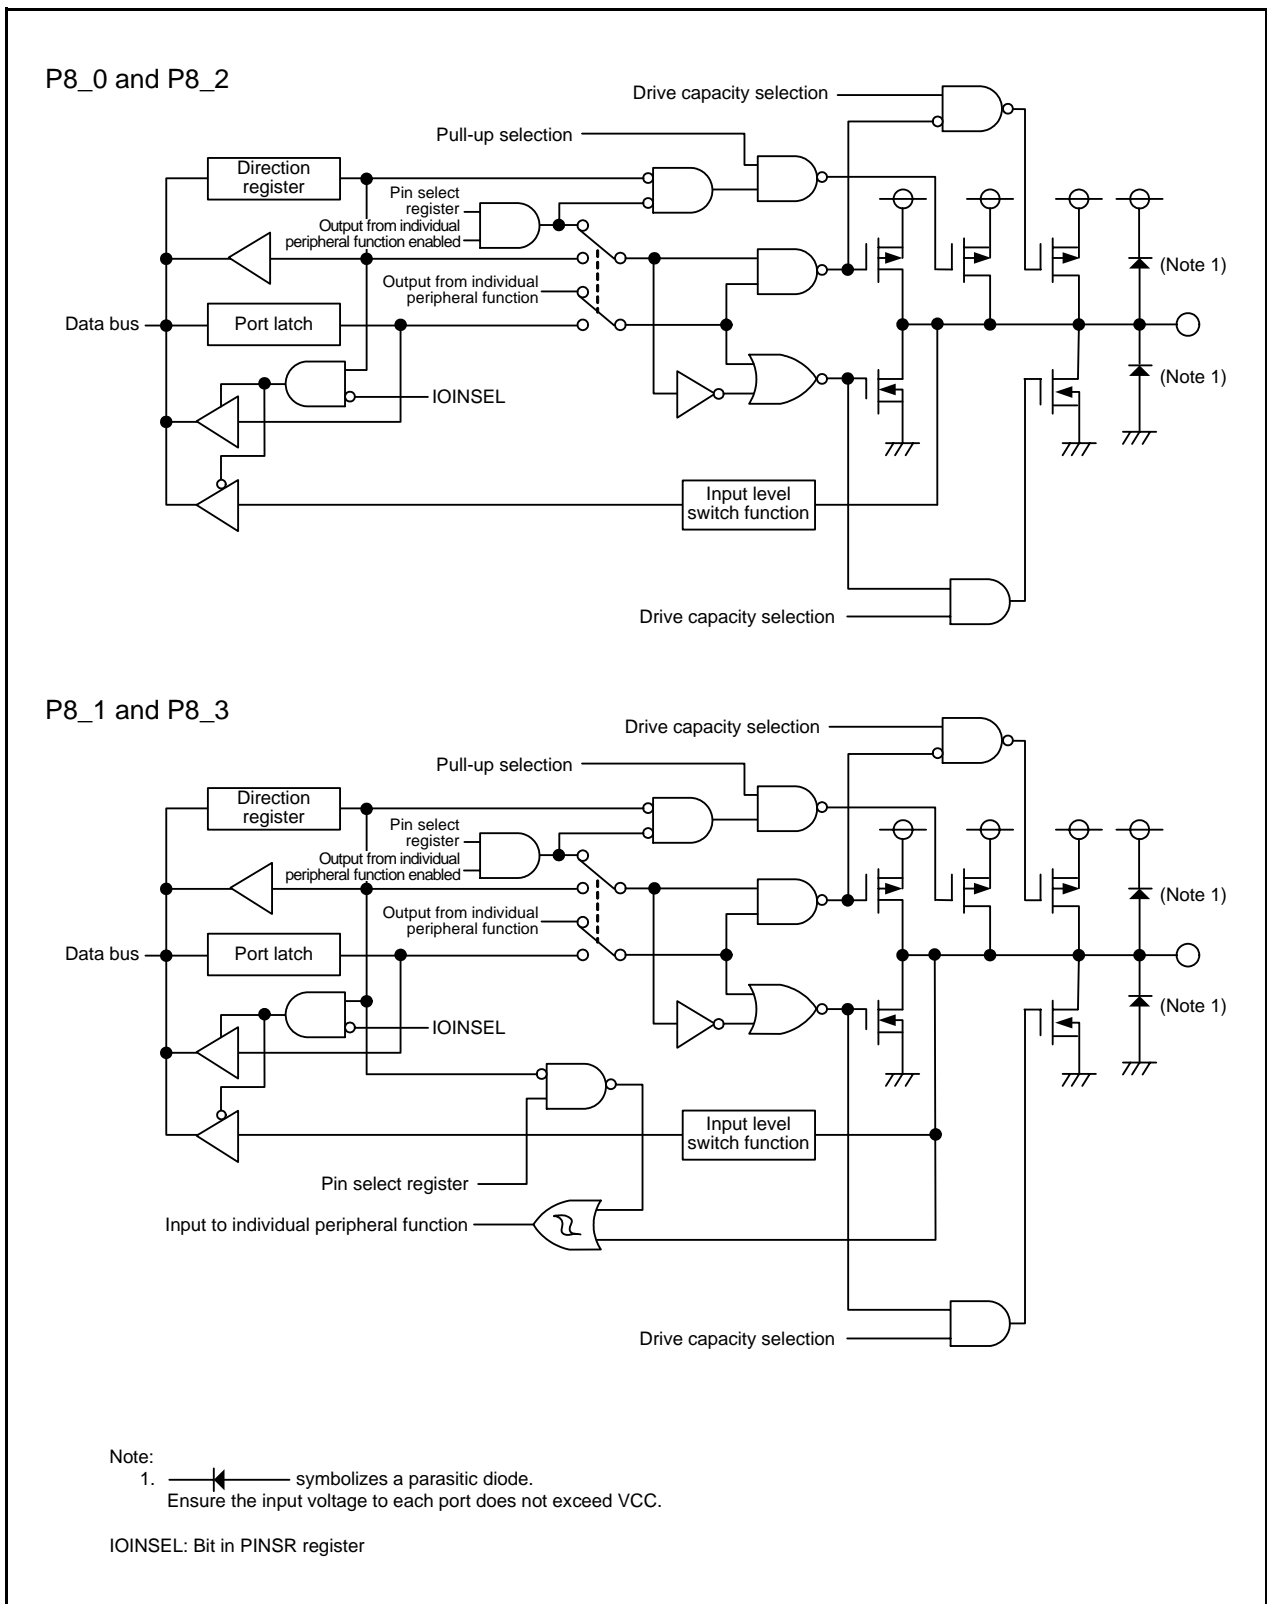 P8_0 and P8_2
Drive capacity selection
Pull-up selection
Direction
register
Pin select
register
Output from individual
peripheral function enabled
(Note 1)
Output from individual
peripheral function
Data bus
Port latch
(Note 1)
IOINSEL
Input level
switch function
Drive capacity selection
P8_1 and P8_3
Drive capacity selection
Pull-up selection
Direction
register
Pin select
register
Output from individual
peripheral function enabled
(Note 1)
Output from individual
peripheral function
Data bus
Port latch
(Note 1)
IOINSEL
Input level
switch function
Pin select register
Input to individual peripheral function
Drive capacity selection
Note:
1. symbolizes a parasitic diode.
Ensure the input voltage to each port does not exceed VCC.
IOINSEL: Bit in PINSR register